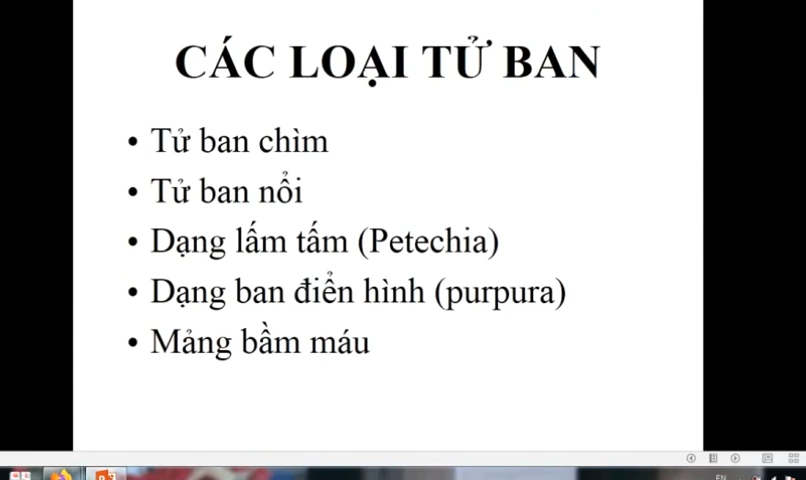 CÁC LOẠI TỬ BAN
• Tử ban chìm
• Tử ban nổi
• Dạng lấm tấm (Petechia)
• Dạng ban điển hình (purpura)
• Mảng bầm máu
EN